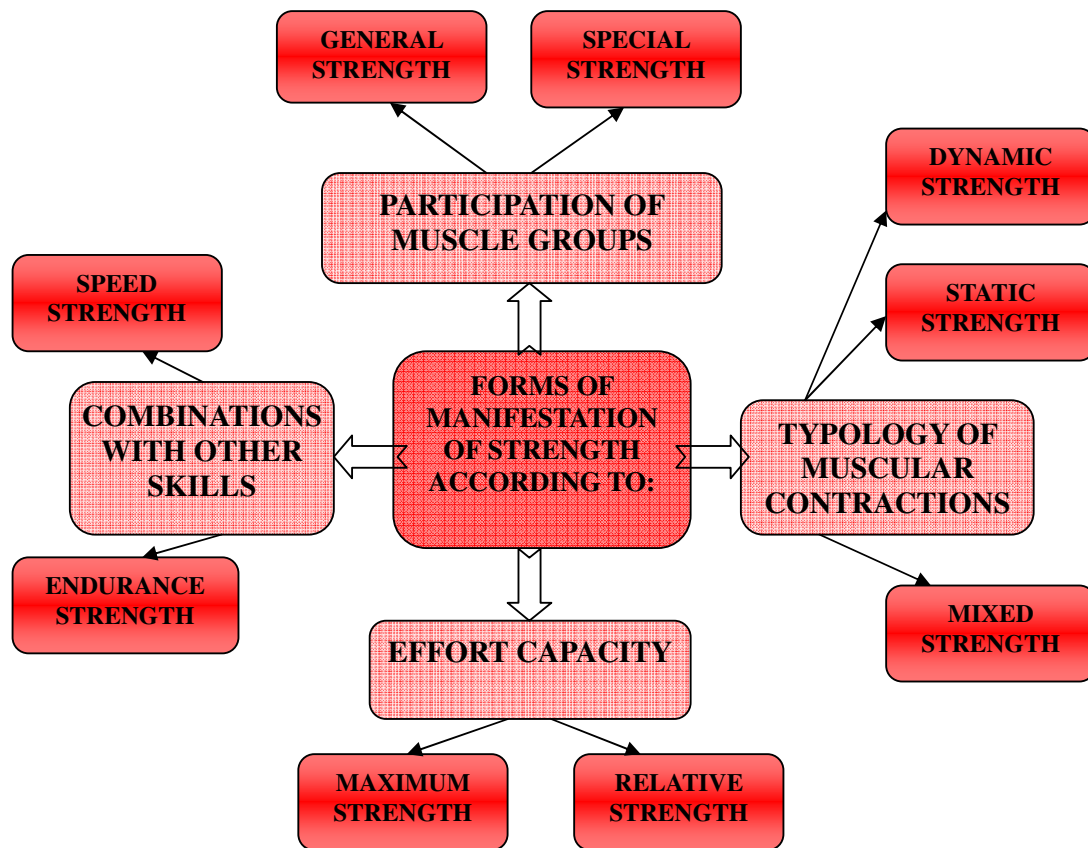 GENERAL
STRENGTH
SPECIAL
STRENGTH
DYNAMIC
STRENGTH
PARTICIPATION OF
MUSCLE GROUPS
SPEED
STRENGTH
STATIC
STRENGTH
FORMS OF
MANIFESTATION
OF STRENGTH
ACCORDING TO:
COMBINATIONS
WITH OTHER
SKILLS
TYPOLOGY OF
MUSCULAR
CONTRACTIONS
ENDURANCE
STRENGTH
MIXED
STRENGTH
EFFORT CAPACITY
MAXIMUM
STRENGTH
RELATIVE
STRENGTH